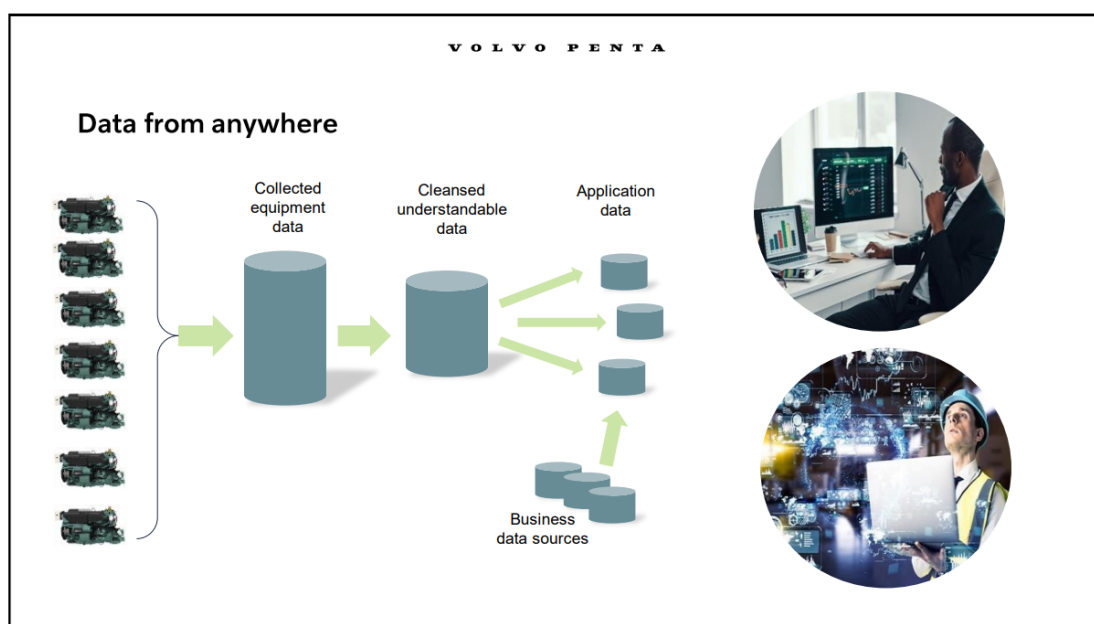 VOLVO PENTA
Data from anywhere
Collected
equipment
data
Cleansed
understandable
data
Application
data
Business
data sources